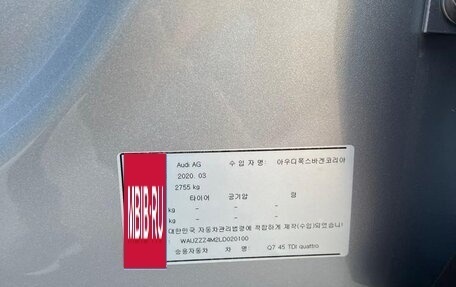 Audi AG 수 입 자 명: 아우디폭스바겐코리아
2020. 03
2755 kg
타이어 공기압 림
kg - - -
kg - - -
대한민국 자동차관리법령에 적합하게 제작(수입)되었습니
WAUZZZ4M2LD020100
승용자동차 차 명: Q7 45 TDI quattro
MBIB.RU